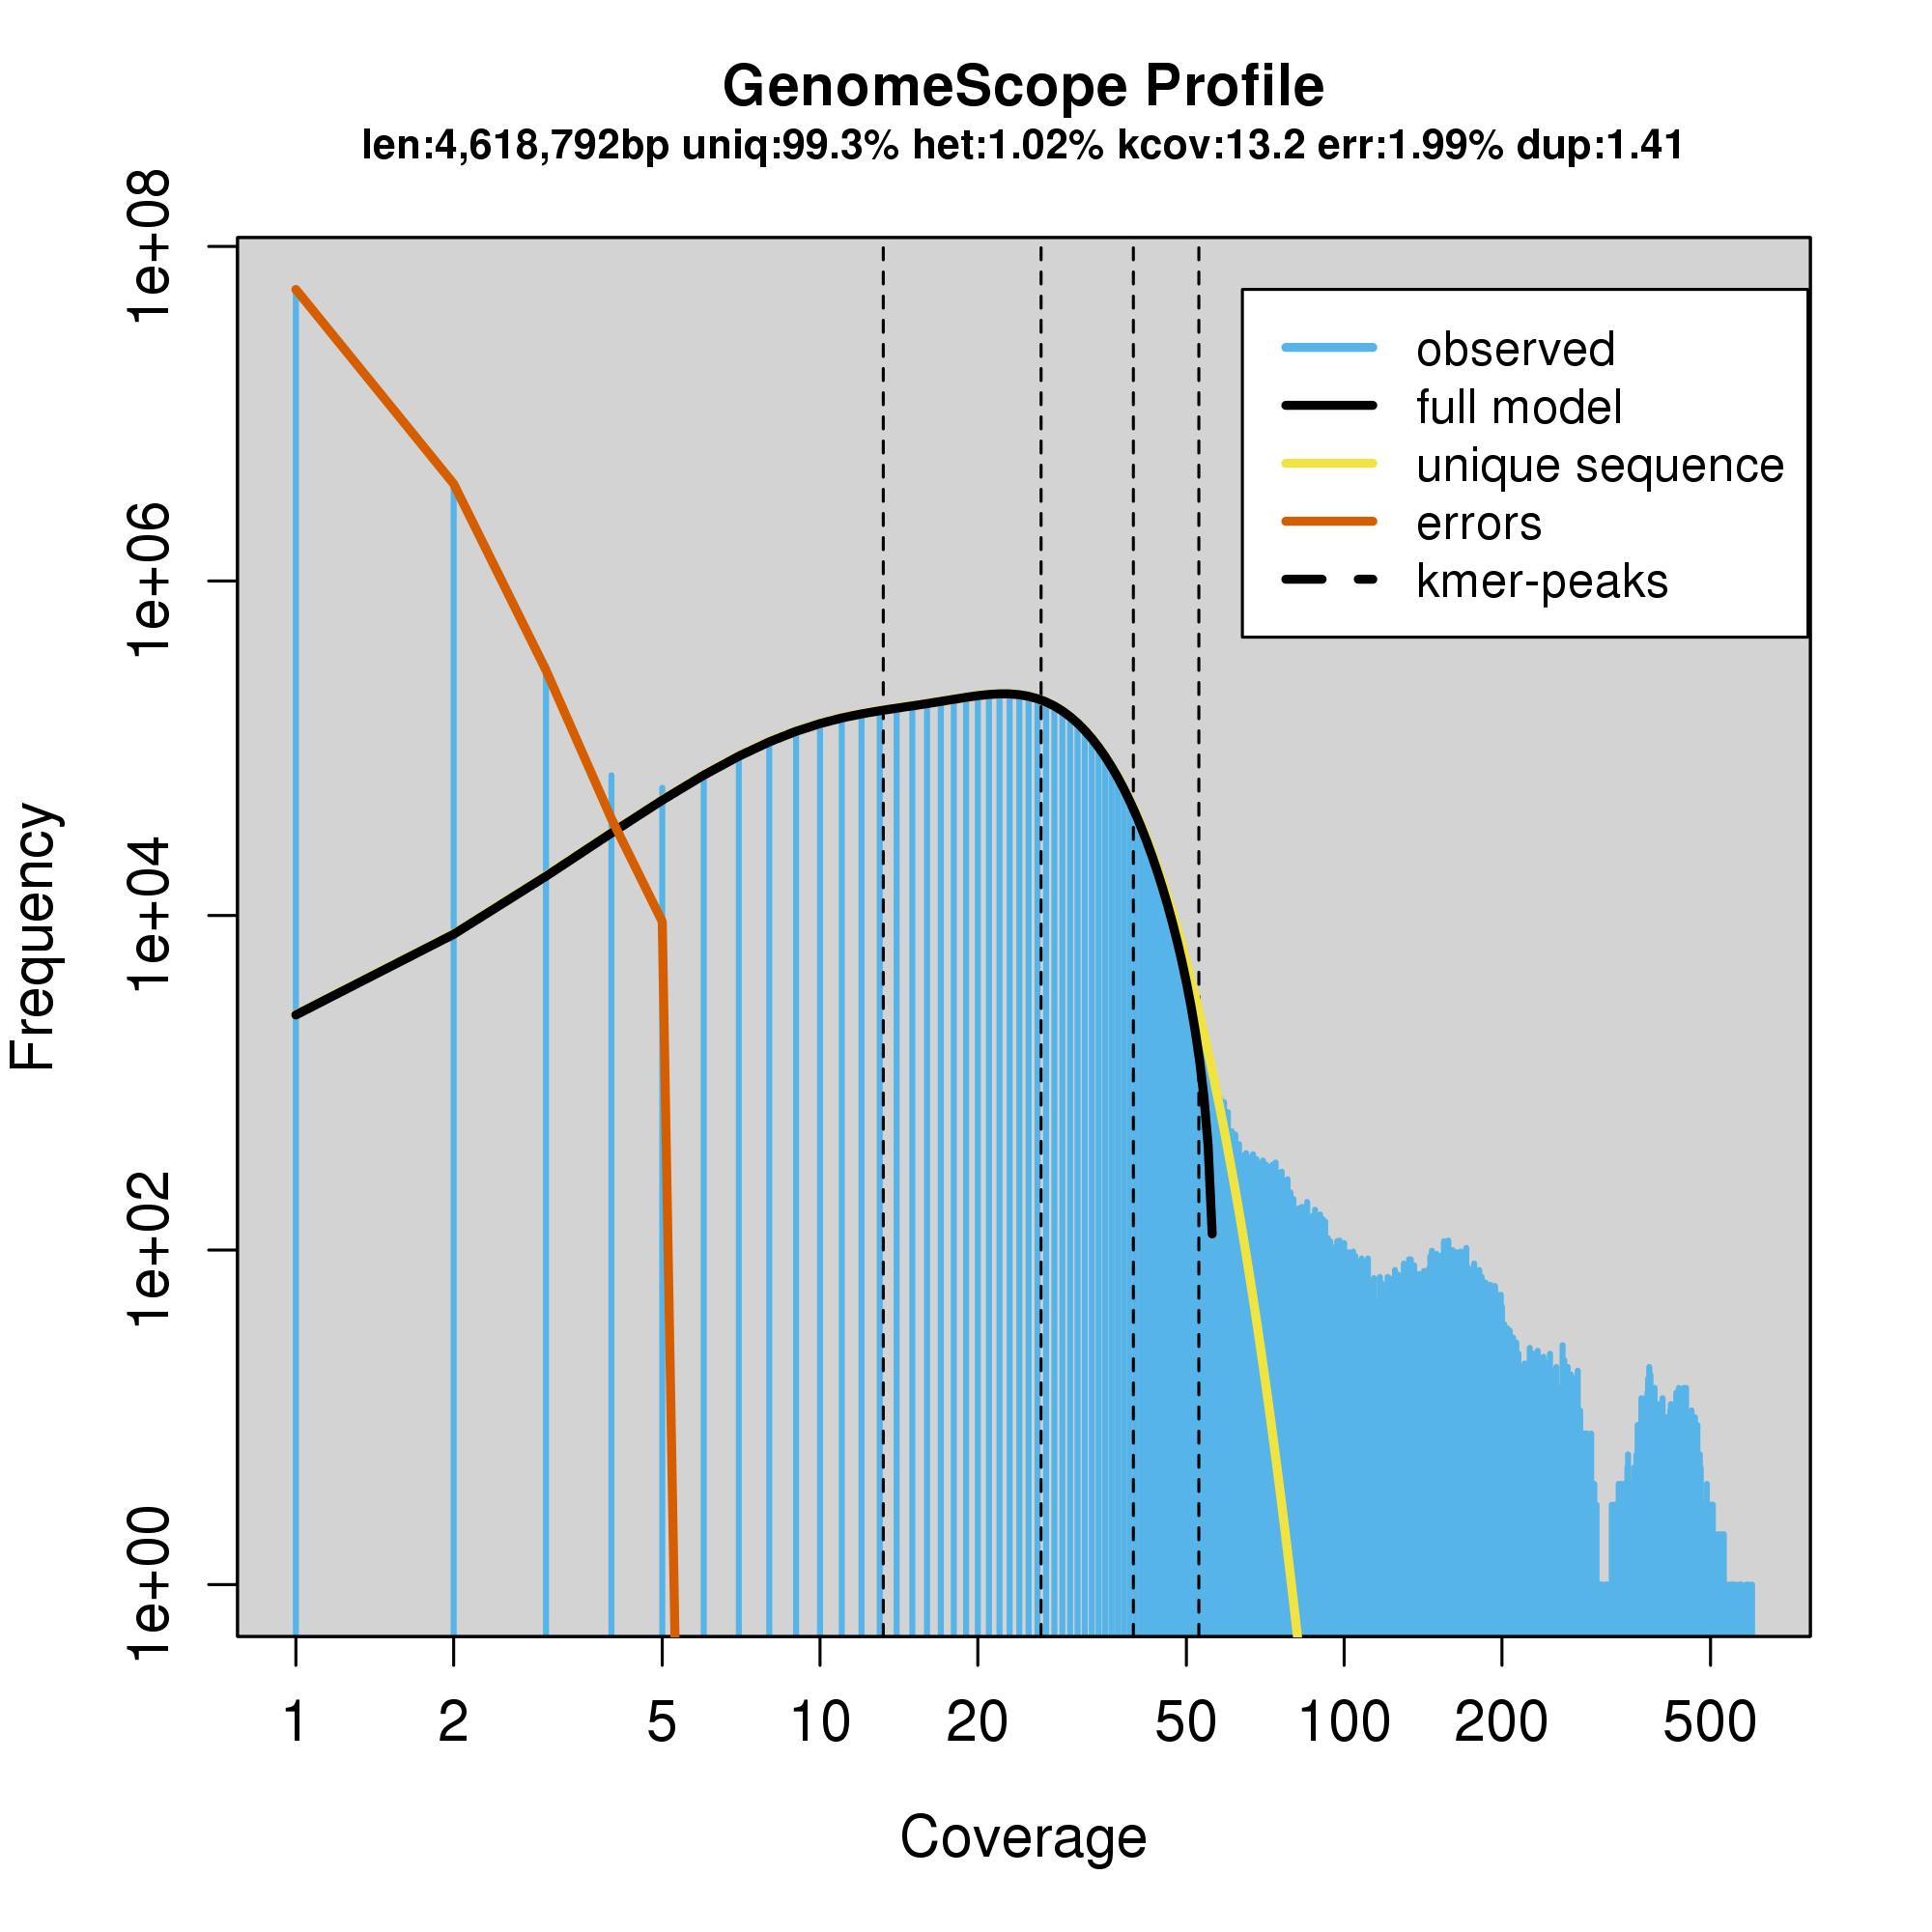 GenomeScope Profile
len:4,618,792bp uniq:99.3% het:1.02% kcov:13.2 err:1.99% dup:1.41
1e+08
1e+06
1e+04
1e+02
1e+00
Frequency
observed
full model
unique sequence
errors
kmer-peaks
1 2 5 10 20 50 100 200 500
Coverage